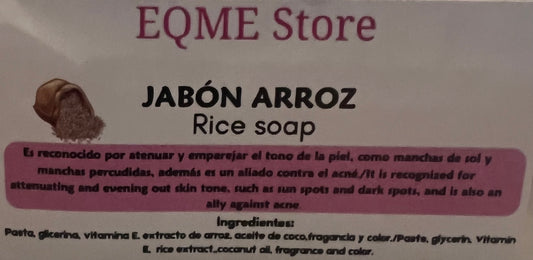 EQME Store
JABÓN ARROZ
Rice soap
Es reconocido por atenuar y emparejar el tono de la piel, como manchas de sol y
manchas percudidas, además es un aliado contra el acné./It is recognized for
attenuating and evening out skin tone, such as sun spots and dark spots, and is also an
ally against acne.
Ingredientes:
Pasta, glicerina, vitamina E, extracto de arroz, aceite de coco,fragancia y color./Paste, glycerin, Vitamin
E, rice extract,,coconut oil, fragrance and color.